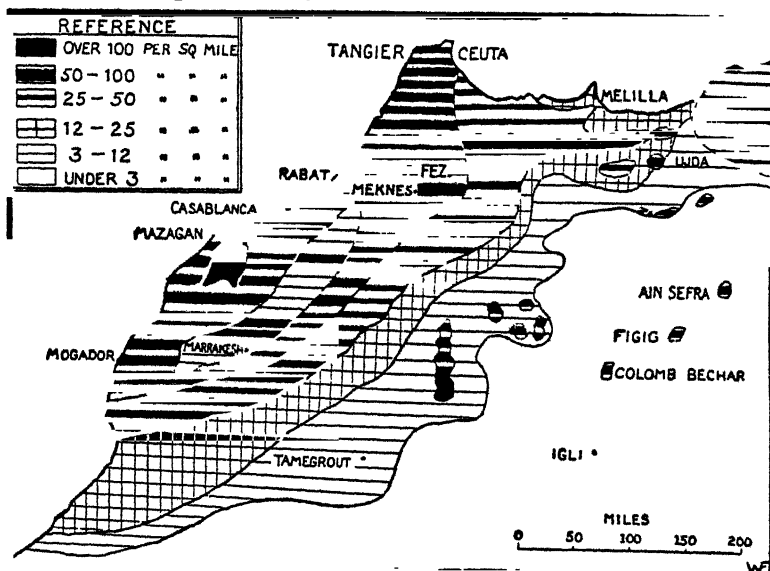 REFERENCE
OVER 100 PER SQ MILE
50 - 100 " " "
25 - 50 " " "
12 - 25 " " "
3 - 12 " " "
UNDER 3 " " "
TANGIER
CEUTA
MELILLA
UJDA
RABAT
FEZ
MEKNES
CASABLANCA
MAZAGAN
AIN SEFRA
FIGIG
MOGADOR
MARRAKESH
COLOMB BECHAR
TAMEGROUT
IGLI
MILES
0 50 100 150 200